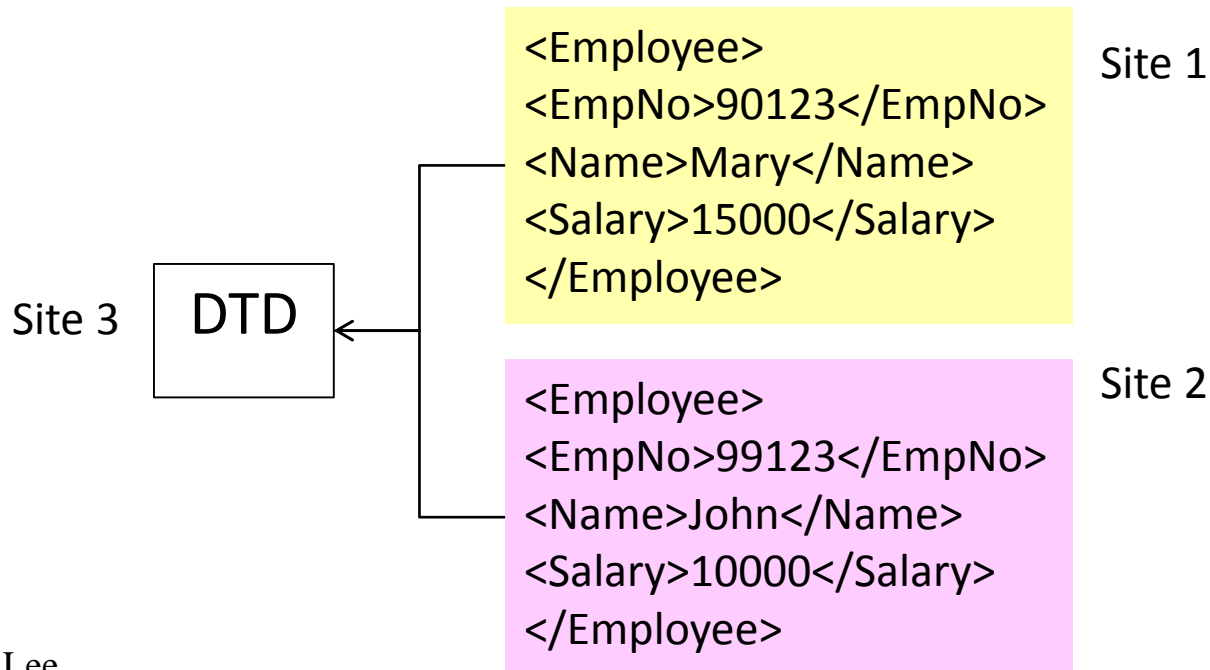 <Employee>
<EmpNo>90123</EmpNo>
<Name>Mary</Name>
<Salary>15000</Salary>
</Employee>
Site 1
Site 3
DTD
<Employee>
<EmpNo>99123</EmpNo>
<Name>John</Name>
<Salary>10000</Salary>
</Employee>
Site 2
Lee